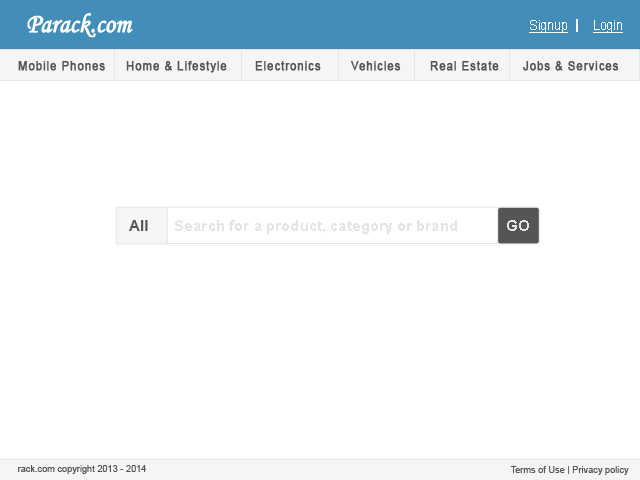 Parack.com
Signup | Login
Mobile Phones Home & Lifestyle Electronics Vehicles Real Estate Jobs & Services
All Search for a product, category or brand GO
rack.com copyright 2013 - 2014 Terms of Use | Privacy policy